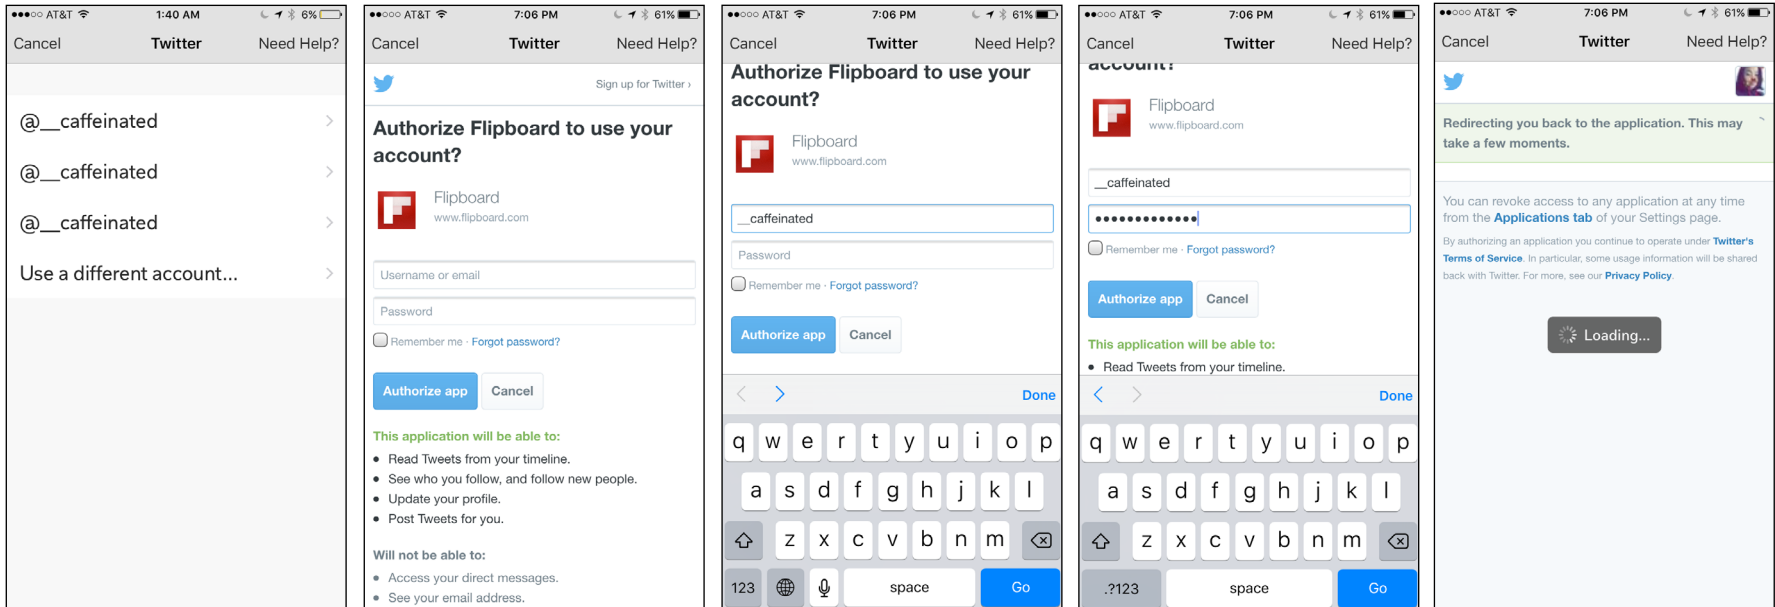 AT&T 1:40 AM 6%
Cancel Twitter Need Help?
@__caffeinated
@__caffeinated
@__caffeinated
Use a different account...
AT&T 7:06 PM 61%
Cancel Twitter Need Help?
Sign up for Twitter ›
Authorize Flipboard to use your
account?
Flipboard
www.flipboard.com
Username or email
Password
Remember me · Forgot password?
Authorize app Cancel
This application will be able to:
• Read Tweets from your timeline.
• See who you follow, and follow new people.
• Update your profile.
• Post Tweets for you.
Will not be able to:
• Access your direct messages.
• See your email address.
AT&T 7:06 PM 61%
Cancel Twitter Need Help?
Authorize Flipboard to use your
account?
Flipboard
www.flipboard.com
__caffeinated
Password
Remember me · Forgot password?
Authorize app Cancel
Done
q w e r t y u i o p
a s d f g h j k l
z x c v b n m
123 space Go
AT&T 7:06 PM 61%
Cancel Twitter Need Help?
account?
Flipboard
www.flipboard.com
__caffeinated
•••••••••••••
Remember me · Forgot password?
Authorize app Cancel
This application will be able to:
• Read Tweets from your timeline.
Done
q w e r t y u i o p
a s d f g h j k l
z x c v b n m
.?123 space Go
AT&T 7:06 PM 61%
Cancel Twitter Need Help?
Redirecting you back to the application. This may
take a few moments.
You can revoke access to any application at any time
from the Applications tab of your Settings page.
By authorizing an application you continue to operate under Twitter's
Terms of Service. In particular, some usage information will be shared
back with Twitter. For more, see our Privacy Policy.
Loading...